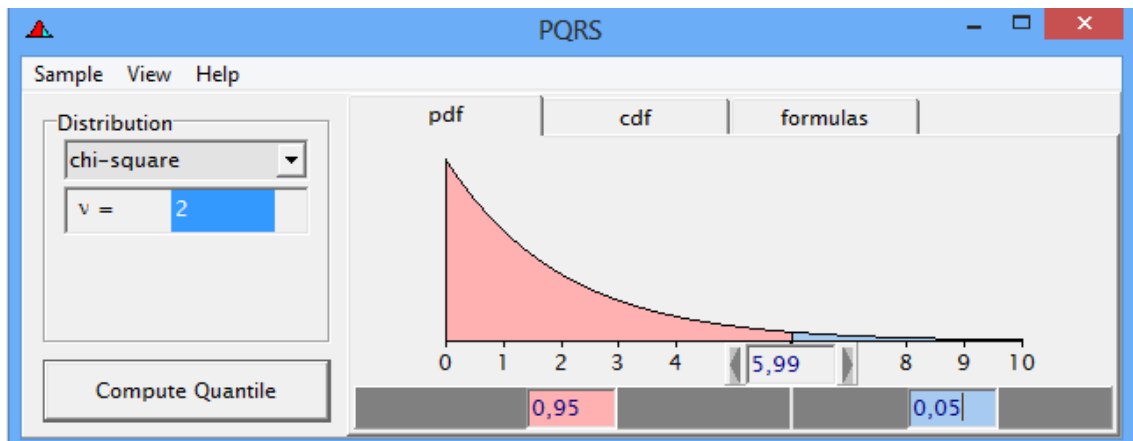 PQRS
Sample View Help
Distribution
chi-square
ν = 2
Compute Quantile
pdf cdf formulas
0 1 2 3 4 5,99 8 9 10
0,95 0,05